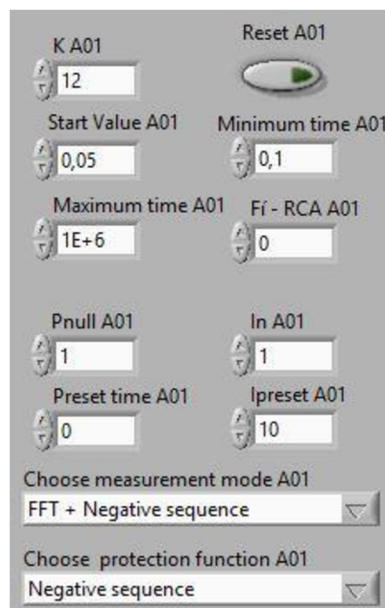 K A01
Reset A01
12
Start Value A01
Minimum time A01
0,05
0,1
Maximum time A01
Fí - RCA A01
1E+6
0
Pnull A01
In A01
1
1
Preset time A01
Ipreset A01
0
10
Choose measurement mode A01
FFT + Negative sequence
Choose protection function A01
Negative sequence